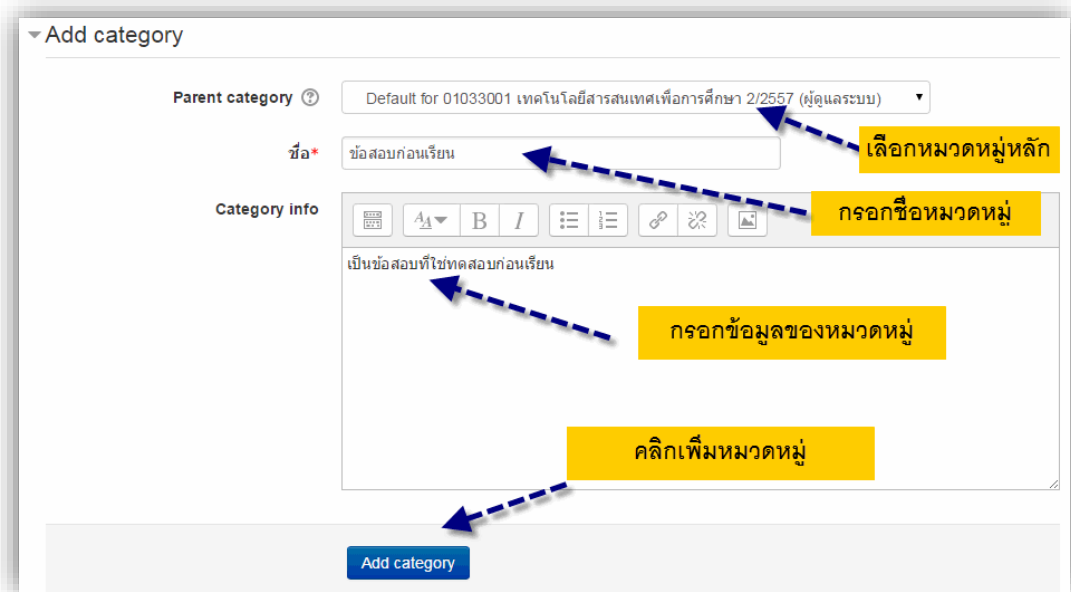 Add category
Parent category
Default for 01033001 เทคโนโลยีสารสนเทศเพื่อการศึกษา 2/2557 (ผู้ดูแลระบบ)
เลือกหมวดหมู่หลัก
ชื่อ*
ข้อสอบก่อนเรียน
กรอกชื่อหมวดหมู่
Category info
เป็นข้อสอบที่ใช่ทดสอบก่อนเรียน
กรอกข้อมูลของหมวดหมู่
คลิกเพิ่มหมวดหมู่
Add category